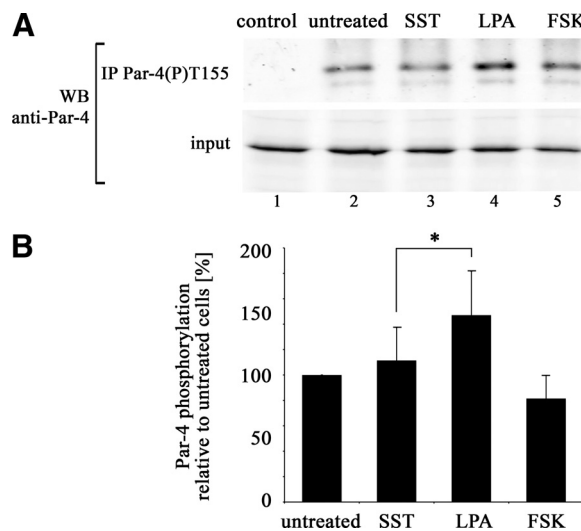 A
control untreated SST LPA FSK
IP Par-4(P)T155
WB
anti-Par-4
input
1 2 3 4 5
B
Par-4 phosphorylation
relative to untreated cells [%]
200
150
100
50
0
*
untreated SST LPA FSK